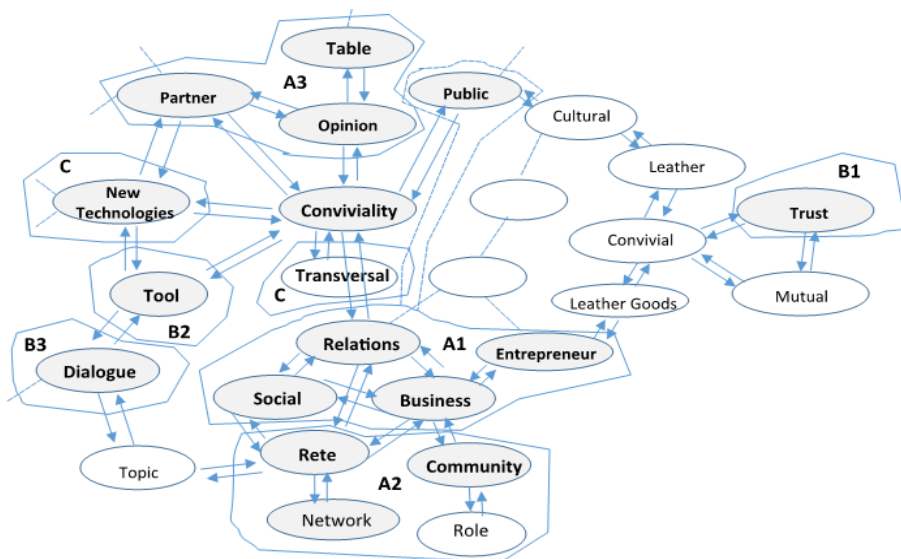 Table
A3
Partner
Public
Opinion
Cultural
Leather
C
B1
New
Technologies
Conviviality
Trust
Convivial
Transversal
C
Tool
Leather Goods
Mutual
B2
B3
Relations
A1
Entrepreneur
Dialogue
Social
Business
Rete
Community
Topic
A2
Network
Role